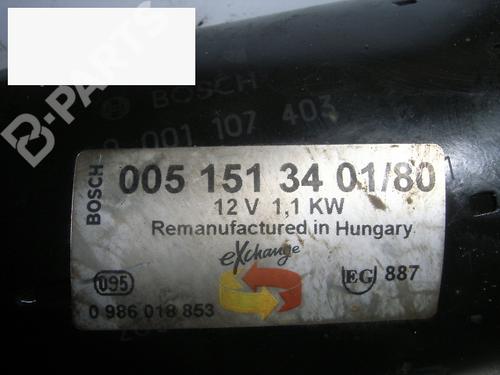 B-PARTS
BOSCH
0 001 107 403
BOSCH
005 151 34 01/80
12 V 1,1 KW
Remanufactured in Hungary
eXchange
095
EG 887
0 986 018 853